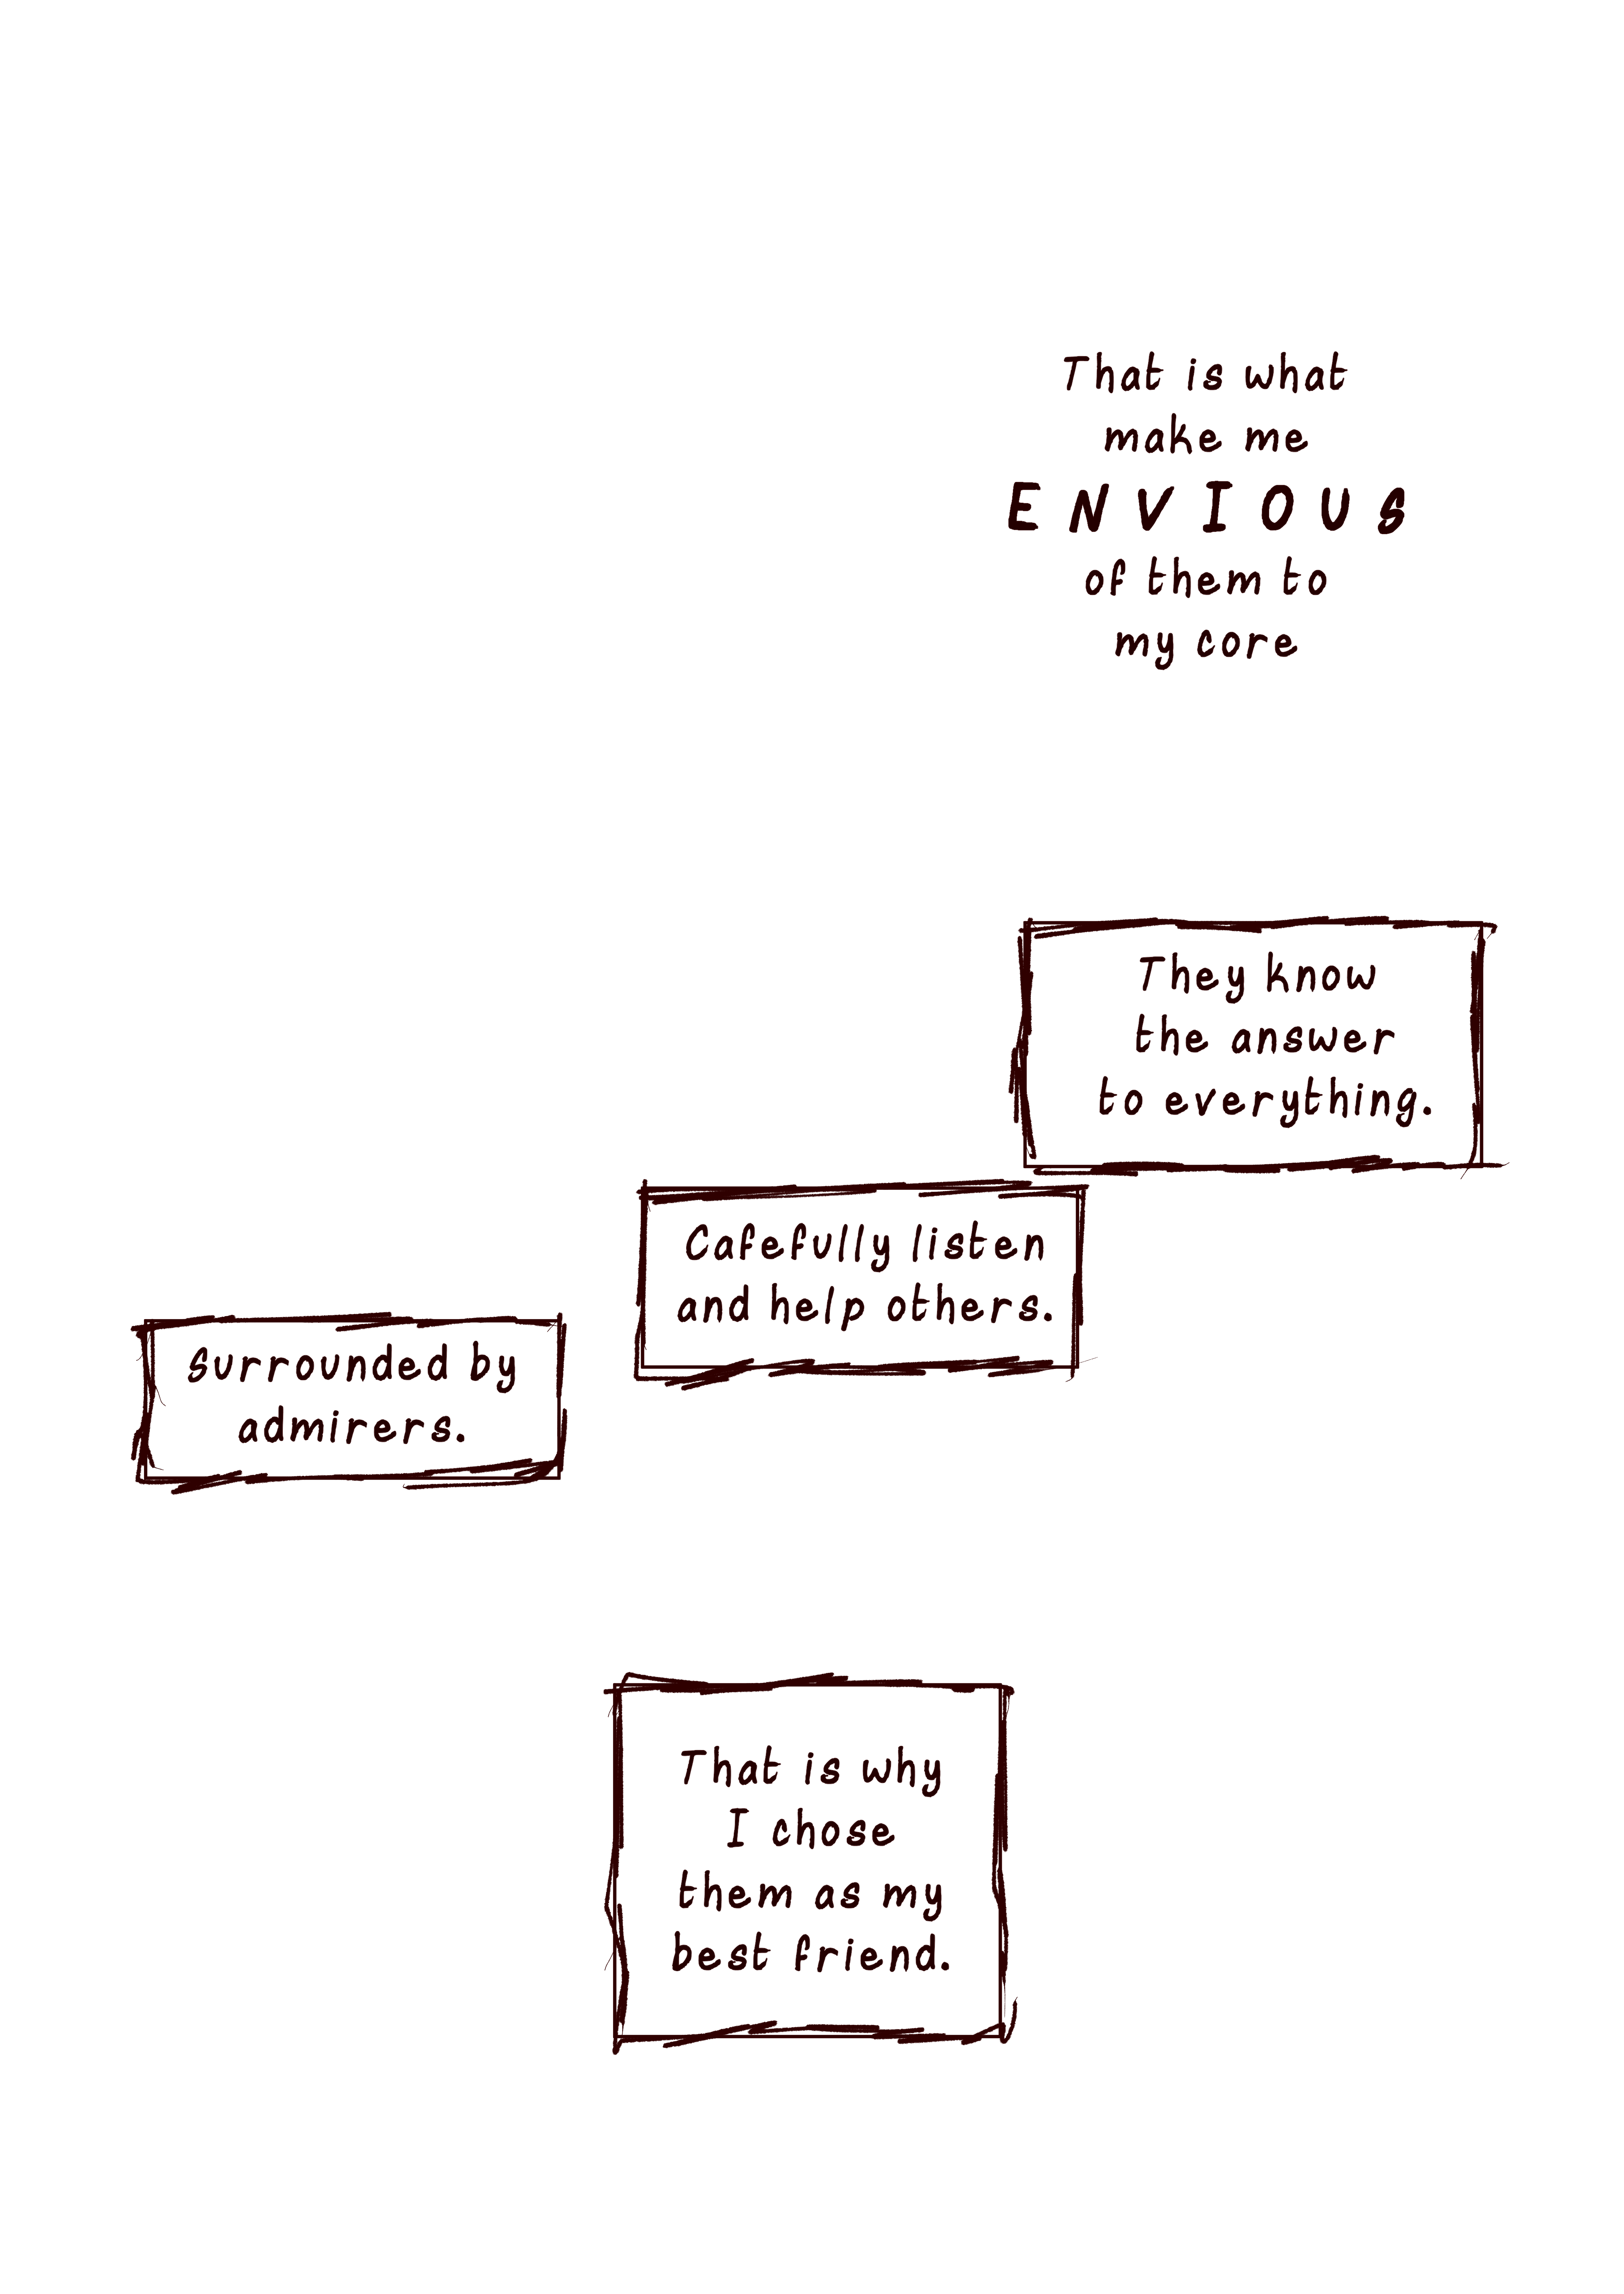 That is what
make me
ENVIOUS
of them to
my core
They know
the answer
to everything.
Cafefully listen
and help others.
Surrounded by
admirers.
That is why
I chose
them as my
best friend.